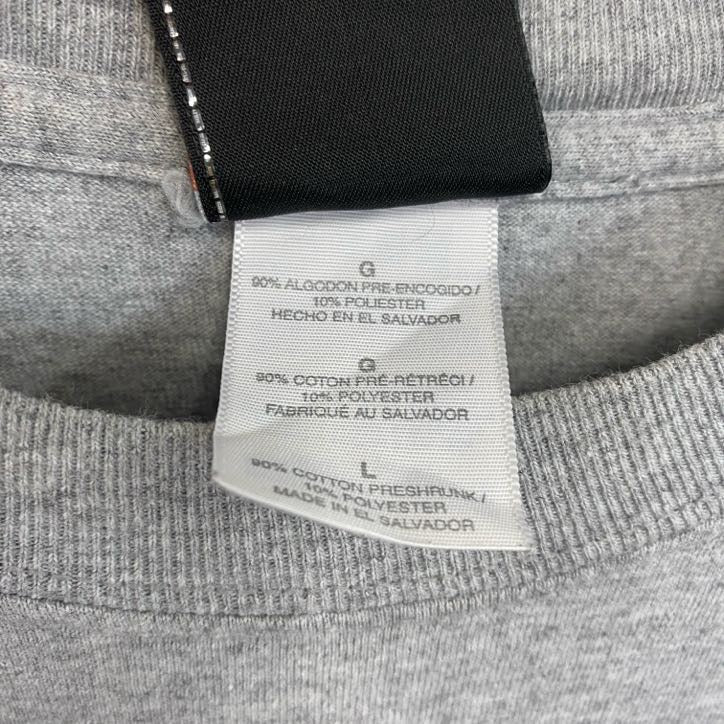 G
90% ALGODON PRE-ENCOGIDO /
10% POLIESTER
HECHO EN EL SALVADOR
G
90% COTON PRÉ-RÉTRÉCI /
10% POLYESTER
FABRIQUÉ AU SALVADOR
L
90% COTTON PRESHRUNK /
10% POLYESTER
MADE IN EL SALVADOR